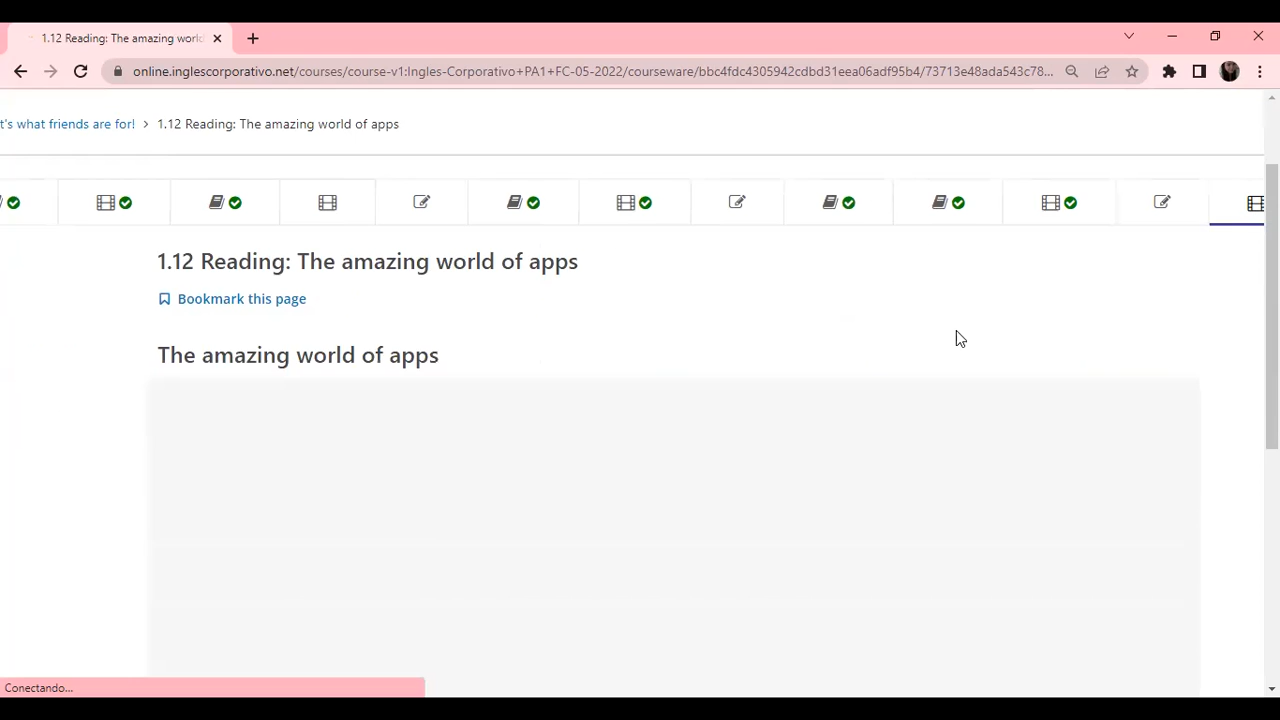 1.12 Reading: The amazing world
online.inglescorporativo.net/courses/course-v1:Ingles-Corporativo+PA1+FC-05-2022/courseware/bbc4fdc4305942cdbd31eea06adf95b4/73713e48ada543c78...
t's what friends are for! > 1.12 Reading: The amazing world of apps
1.12 Reading: The amazing world of apps
Bookmark this page
The amazing world of apps
Conectando...